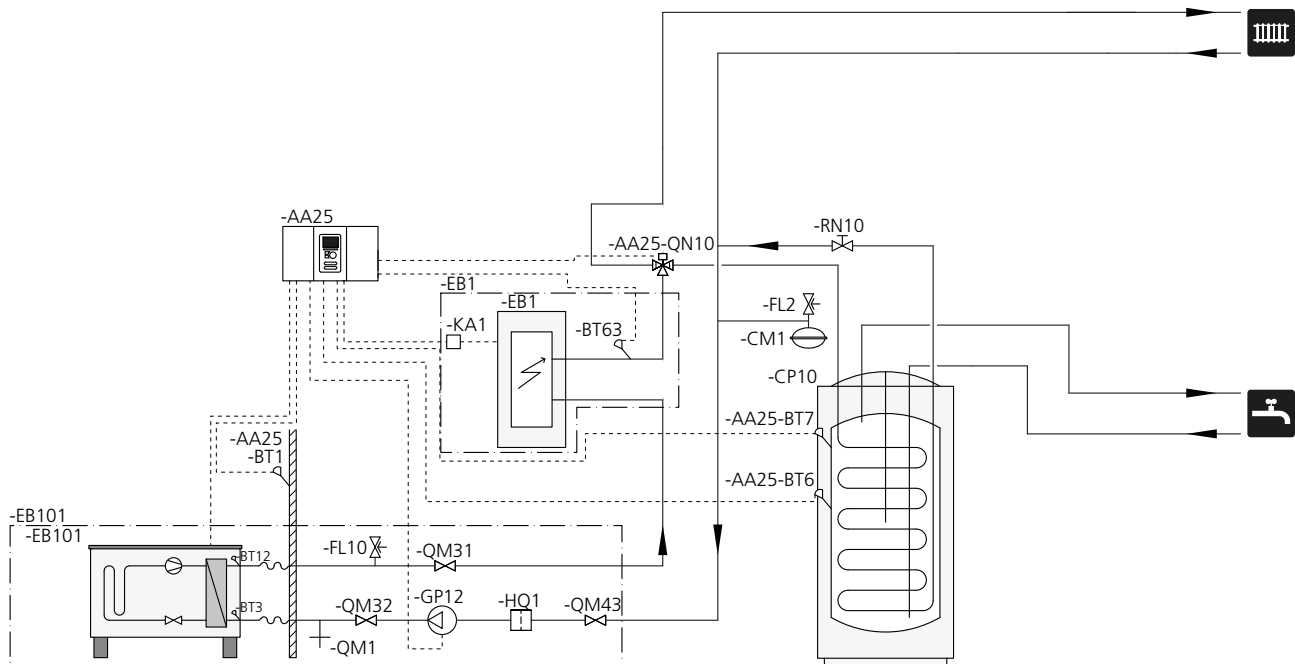 -AA25
-RN10
-AA25-QN10
-EB1
-EB1
-FL2
-KA1
-BT63
-CM1
-CP10
-AA25-BT7
-AA25
-BT1
-AA25-BT6
-EB101
-EB101
-BT12
-FL10
-QM31
-BT3
-QM32
-GP12
-HQ1
-QM43
-QM1